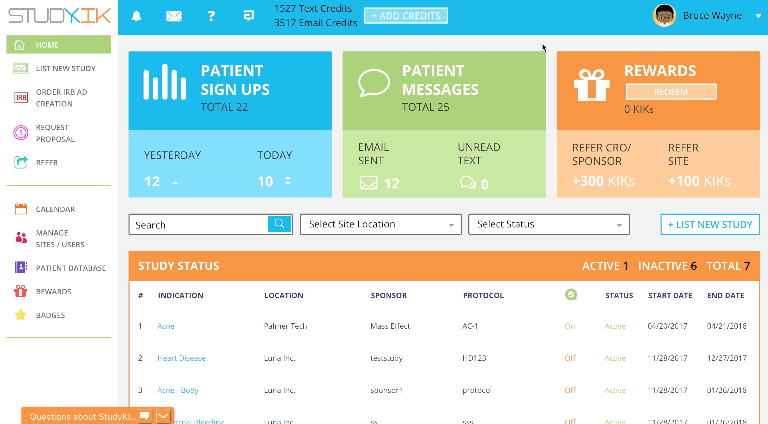 STUDYKIK
1527 Text Credits
3517 Email Credits
+ ADD CREDITS
Bruce Wayne
HOME
LIST NEW STUDY
IRB
ORDER IRB AD
CREATION
REQUEST
PROPOSAL
REFER
CALENDAR
MANAGE
SITES / USERS
PATIENT DATABASE
REWARDS
BADGES
PATIENT
SIGN UPS
TOTAL 22
YESTERDAY
TODAY
12
10
PATIENT
MESSAGES
TOTAL 25
EMAIL
SENT
UNREAD
TEXT
12
0
REWARDS
REDEEM
0 KIKs
REFER CRO/
SPONSOR
REFER
SITE
+300 KIKs
+100 KIKs
Search
Select Site Location
Select Status
+ LIST NEW STUDY
STUDY STATUS
ACTIVE 1 INACTIVE 6 TOTAL 7
# INDICATION LOCATION SPONSOR PROTOCOL STATUS START DATE END DATE
1 Acne Palmer Tech Mass Effect AC-1 On Active 04/20/2017 04/21/2018
2 Heart Disease Luna Inc. teststudy HD123 Off Active 11/28/2017 12/27/2017
3 Acne - Body Luna Inc. sponsor1 protocol Off Active 11/28/2017 01/26/2018
Bleeding Luna Inc. ss sss Off Active 11/28/2017 01/26/2018
Questions about StudyKI...